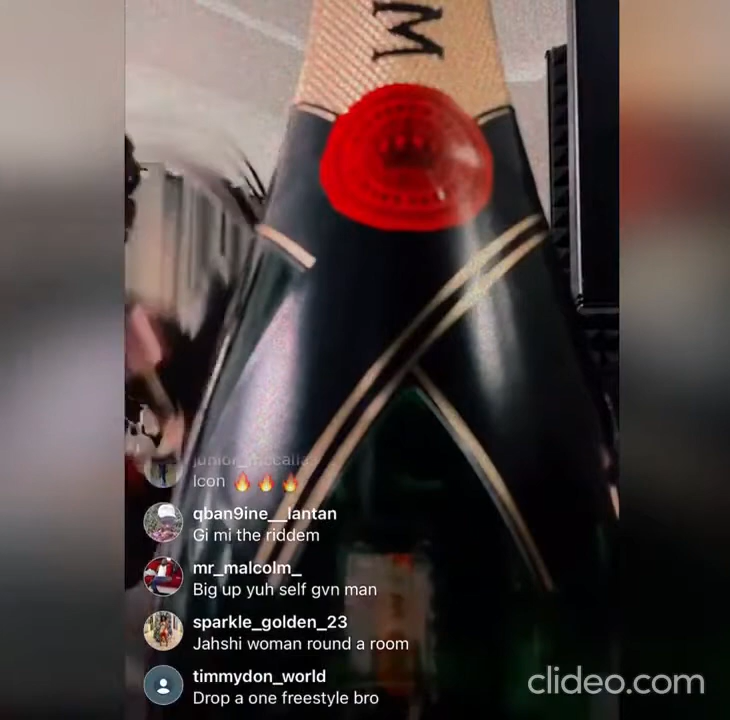 M
Icon 🔥 🔥 🔥
qban9ine__lantan
Gi mi the riddem
mr_malcolm_
Big up yuh self gvn man
sparkle_golden_23
Jahshi woman round a room
timmydon_world
Drop a one freestyle bro
clideo.com